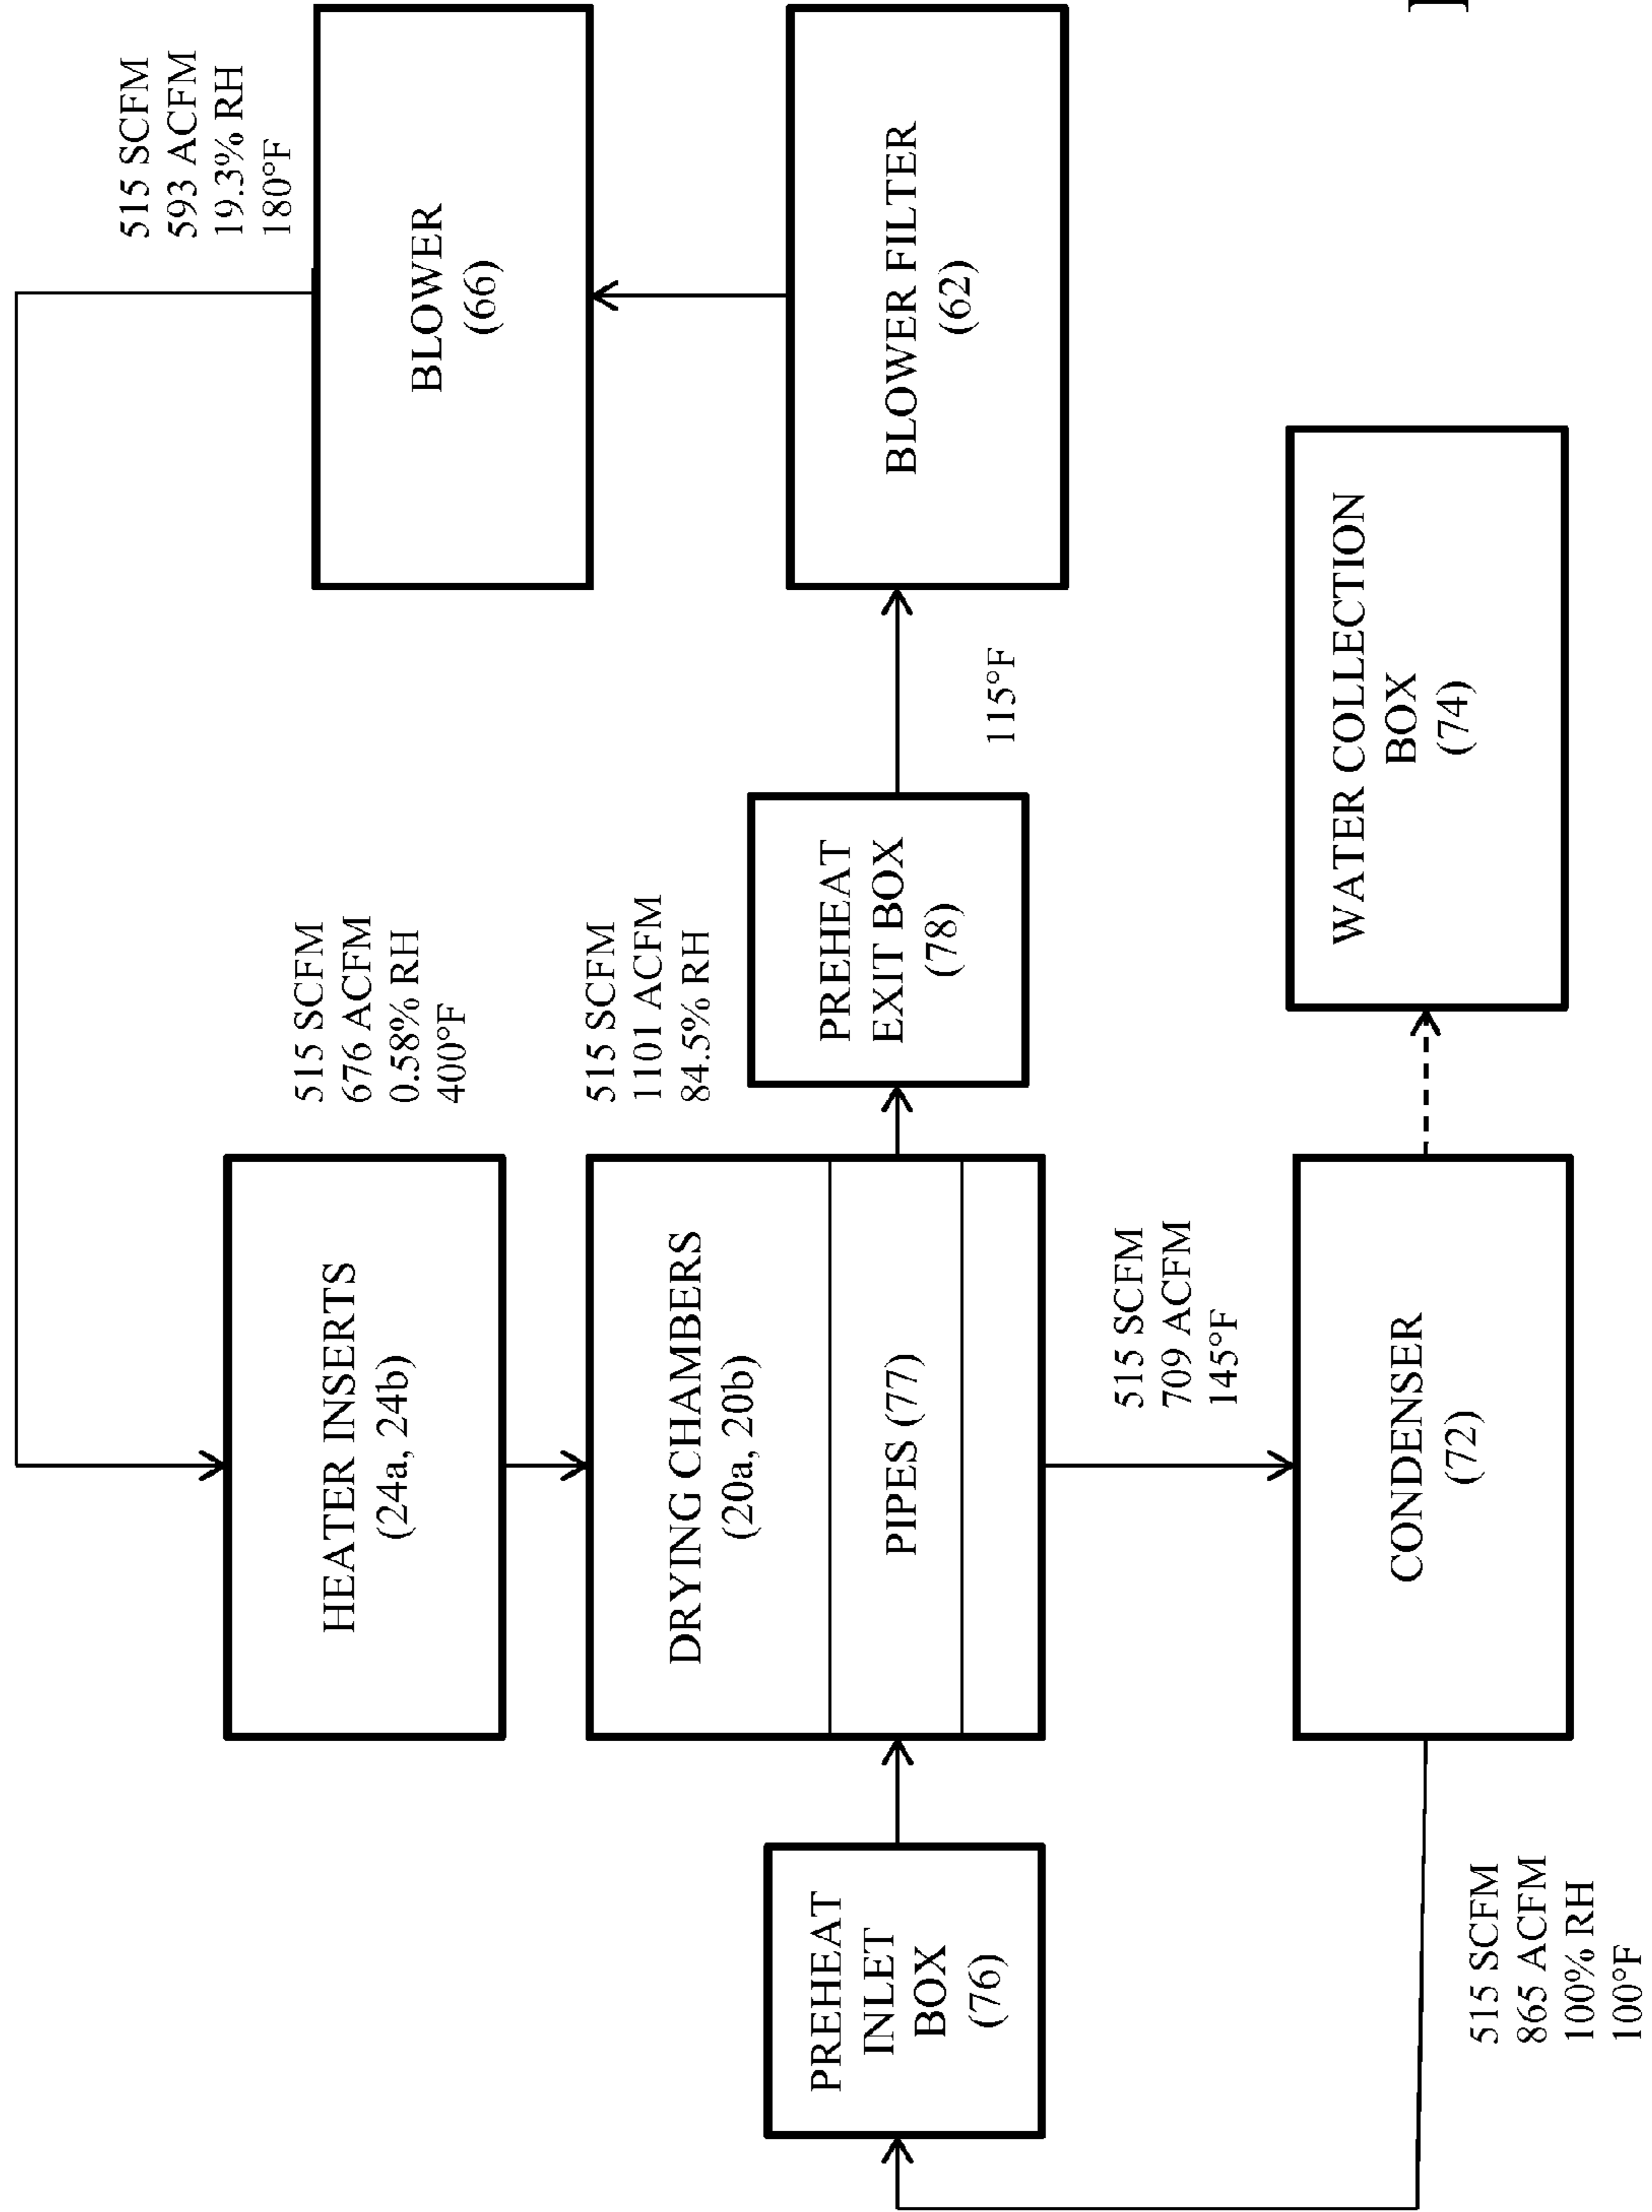 515 SCFM
593 ACFM
19.3% RH
180°F
BLOWER
(66)
BLOWER FILTER
(62)
115°F
515 SCFM
676 ACFM
0.58% RH
400°F
HEATER INSERTS
(24a, 24b)
515 SCFM
1101 ACFM
84.5% RH
DRYING CHAMBERS
(20a, 20b)
PIPES (77)
PREHEAT
EXIT BOX
(78)
PREHEAT
INLET
BOX
(76)
515 SCFM
709 ACFM
145°F
CONDENSER
(72)
WATER COLLECTION
BOX
(74)
515 SCFM
865 ACFM
100% RH
100°F